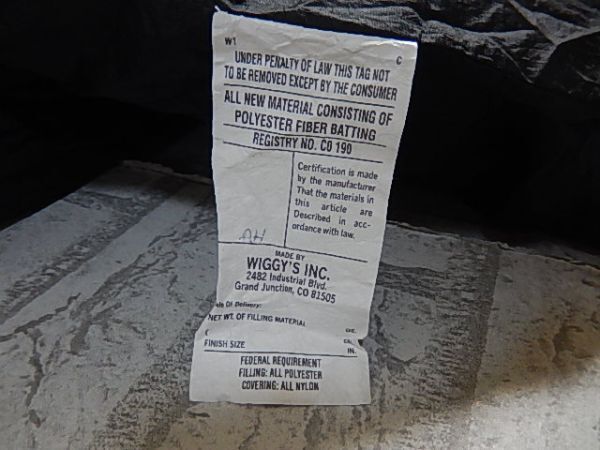 W1 C
UNDER PENALTY OF LAW THIS TAG NOT
TO BE REMOVED EXCEPT BY THE CONSUMER
ALL NEW MATERIAL CONSISTING OF
POLYESTER FIBER BATTING
REGISTRY NO. CO 190
Certification is made
by the manufacturer
That the materials in
this article are
Described in acc-
ordance with law.
AH
MADE BY
WIGGY'S INC.
2482 Industrial Blvd.
Grand Junction, CO 81505
Of Delivery:
NET WT. OF FILLING MATERIAL
FINISH SIZE IN.
FEDERAL REQUIREMENT
FILLING: ALL POLYESTER
COVERING: ALL NYLON